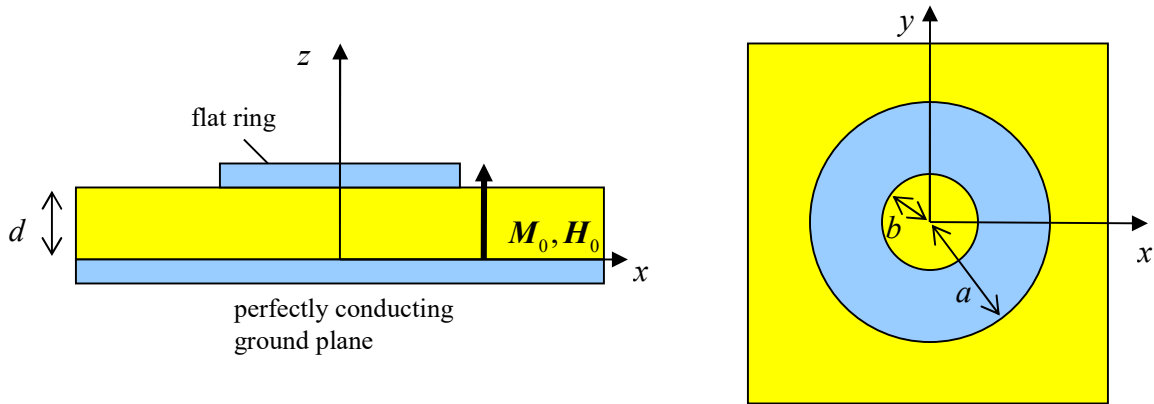 z
flat ring
d
M₀, H₀
x
perfectly conducting
ground plane
y
b
a
x